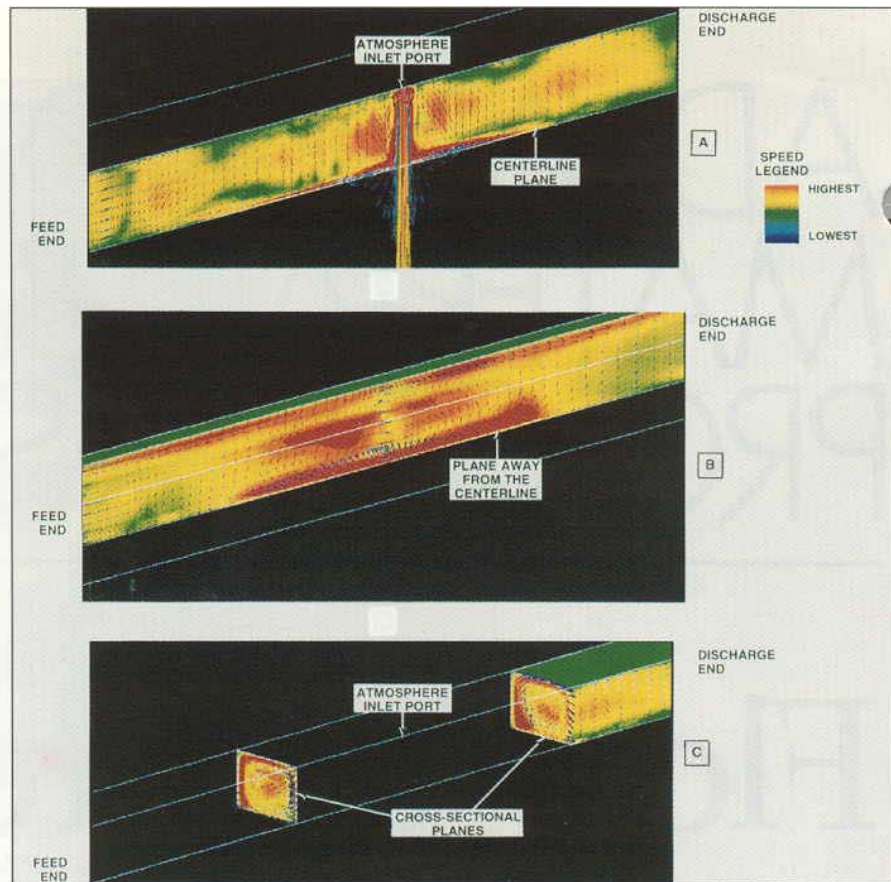 DISCHARGE
END
ATMOSPHERE
INLET PORT
A
CENTERLINE
PLANE
SPEED
LEGEND
HIGHEST
LOWEST
FEED
END
DISCHARGE
END
PLANE AWAY
FROM THE
CENTERLINE
B
FEED
END
DISCHARGE
END
ATMOSPHERE
INLET PORT
C
CROSS-SECTIONAL
PLANES
FEED
END